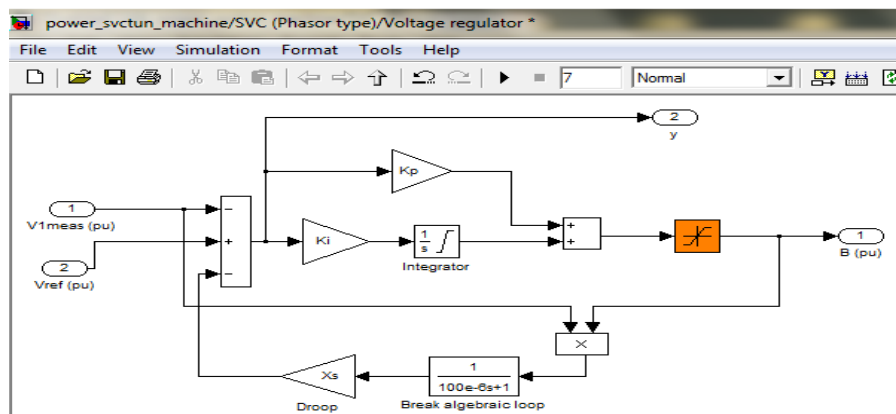 power_svctun_machine/SVC (Phasor type)/Voltage regulator *
File Edit View Simulation Format Tools Help
7 Normal
2
y
Kp
1
V1meas (pu)
+
+
+
Ki
1
s
Integrator
1
B (pu)
2
Vref (pu)
×
Xs
Droop
1
100e-6s+1
Break algebraic loop